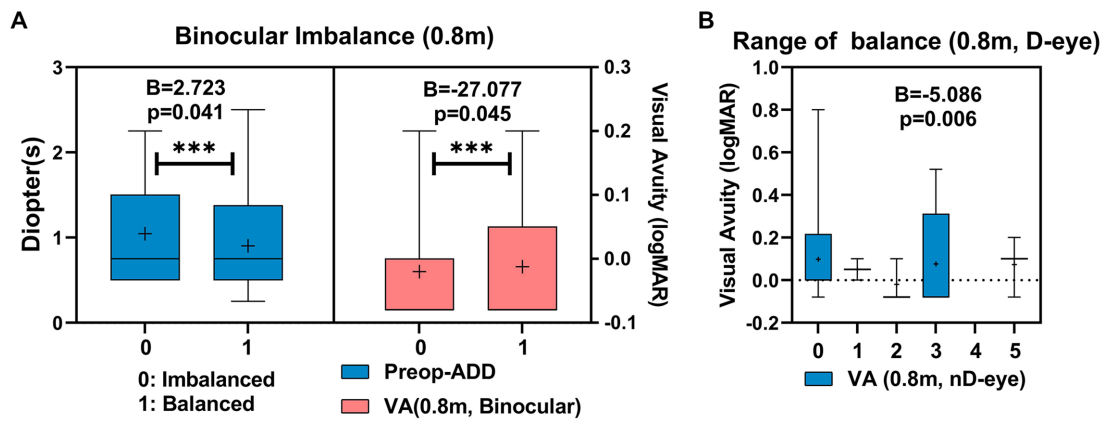 A
Binocular Imbalance (0.8m)
3
2
1
0
Diopter(s)
B=2.723
p=0.041
***
B=-27.077
p=0.045
***
0.3
0.2
0.1
0.0
-0.1
Visual Avuity (logMAR)
0
1
0
1
0: Imbalanced
1: Balanced
Preop-ADD
VA(0.8m, Binocular)
B
Range of  balance (0.8m, D-eye)
1.0
0.8
0.6
0.4
0.2
0.0
-0.2
Visual Avuity (logMAR)
B=-5.086
p=0.006
0 1 2 3 4 5
VA (0.8m, nD-eye)